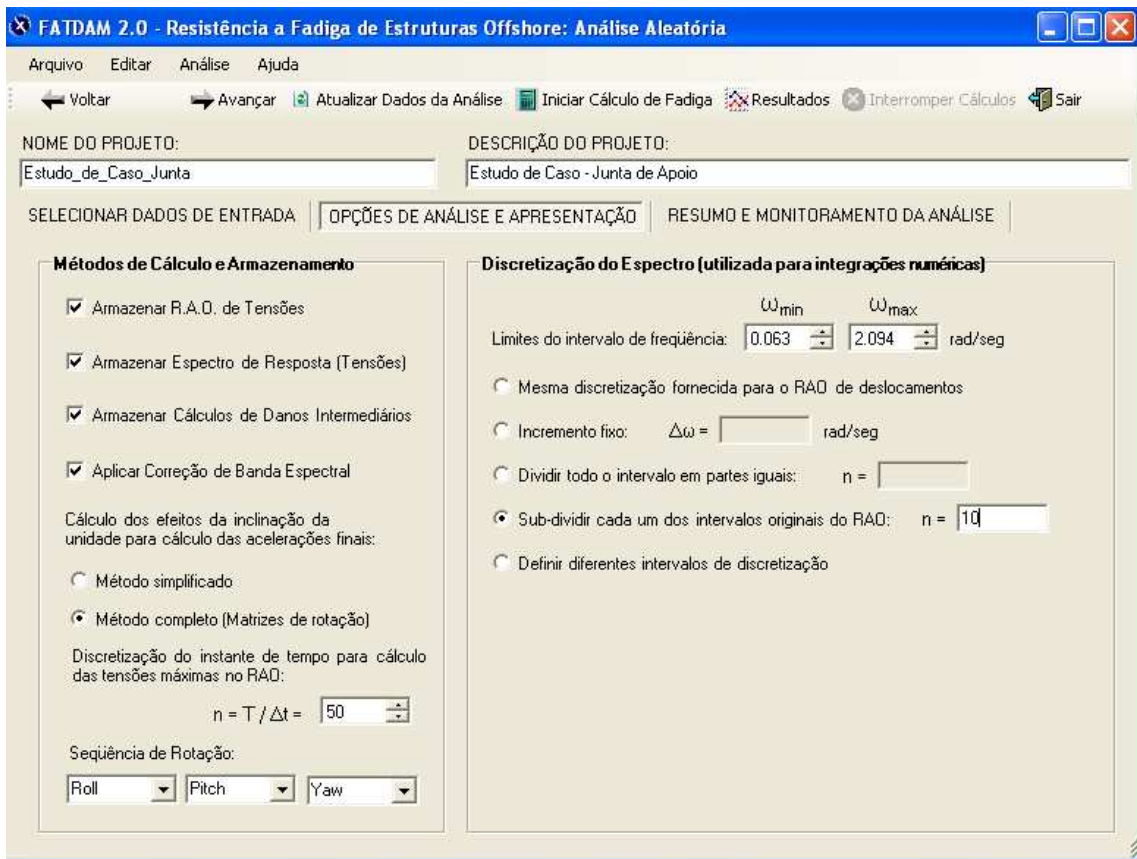 FATDAM 2.0 - Resistência a Fadiga de Estruturas Offshore: Análise Aleatória
Arquivo Editar Análise Ajuda
Voltar Avançar Atualizar Dados da Análise Iniciar Cálculo de Fadiga Resultados Interromper Cálculos Sair
NOME DO PROJETO: DESCRIÇÃO DO PROJETO:
Estudo_de_Caso_Junta Estudo de Caso - Junta de Apoio
SELECIONAR DADOS DE ENTRADA OPÇÕES DE ANÁLISE E APRESENTAÇÃO RESUMO E MONITORAMENTO DA ANÁLISE
Métodos de Cálculo e Armazenamento
Armazenar R.A.O. de Tensões
Armazenar Espectro de Resposta (Tensões)
Armazenar Cálculos de Danos Intermediários
Aplicar Correção de Banda Espectral
Cálculo dos efeitos da inclinação da
unidade para cálculo das acelerações finais:
Método simplificado
Método completo (Matrizes de rotação)
Discretização do instante de tempo para cálculo
das tensões máximas no RAO:
n = T / Δt = 50
Seqüência de Rotação:
Roll Pitch Yaw
Discretização do Espectro (utilizada para integrações numéricas)
ωmin ωmax
Limites do intervalo de freqüência: 0.063 2.094 rad/seg
Mesma discretização fornecida para o RAO de deslocamentos
Incremento fixo: Δω = rad/seg
Dividir todo o intervalo em partes iguais: n =
Sub-dividir cada um dos intervalos originais do RAO: n = 10
Definir diferentes intervalos de discretização